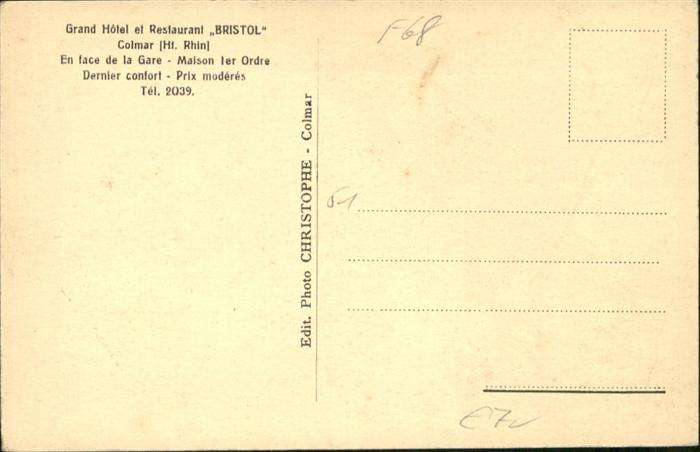 Grand Hôtel et Restaurant „BRISTOL“
Colmar [Ht. Rhin]
En face de la Gare - Maison 1er Ordre
Dernier confort - Prix modérés
Tél. 2039.
Edit. Photo CHRISTOPHE - Colmar
F68